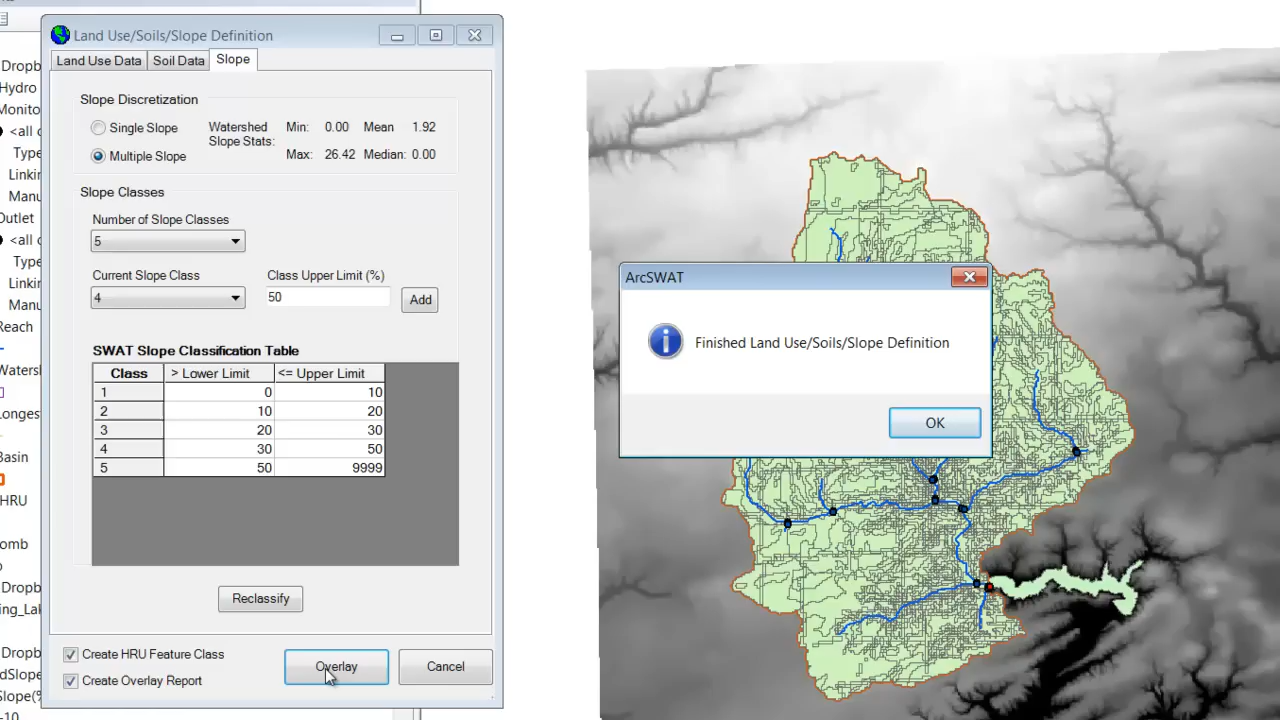 Land Use/Soils/Slope Definition
Land Use Data Soil Data Slope
Slope Discretization
Single Slope
Multiple Slope
Watershed
Slope Stats:
Min: 0.00 Mean 1.92
Max: 26.42 Median: 0.00
Slope Classes
Number of Slope Classes
5
Current Slope Class Class Upper Limit (%)
4 50 Add
SWAT Slope Classification Table
Class > Lower Limit <= Upper Limit
1 0 10
2 10 20
3 20 30
4 30 50
5 50 9999
Reclassify
Create HRU Feature Class
Create Overlay Report
Overlay Cancel
ArcSWAT
Finished Land Use/Soils/Slope Definition
OK
Dropb
Hydro
Monito
<all c
Type
Linkin
Manu
Outlet
<all c
Type
Linkin
Manu
Reach
Watersh
Longest
Basin
HRU
Dropb
ing_Lak
Dropb
dSlope
Slope(%
-10